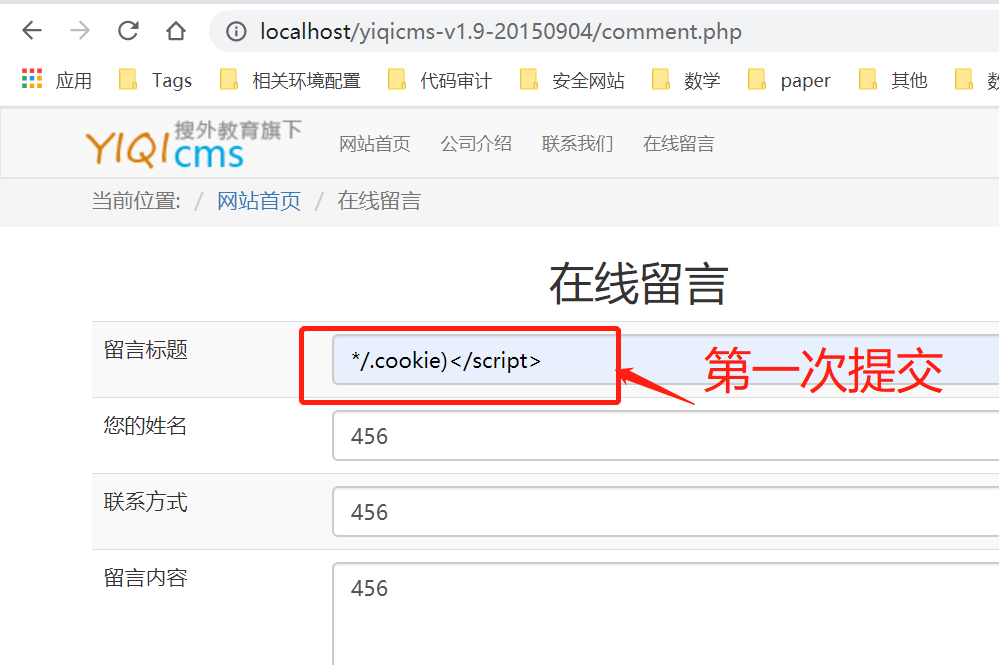 localhost/yiqicms-v1.9-20150904/comment.php
应用 Tags 相关环境配置 代码审计 安全网站 数学 paper 其他
YIQI cms 搜外教育旗下 网站首页 公司介绍 联系我们 在线留言
当前位置: / 网站首页 / 在线留言
在线留言
留言标题 */.cookie)</script> 第一次提交
您的姓名 456
联系方式 456
留言内容 456